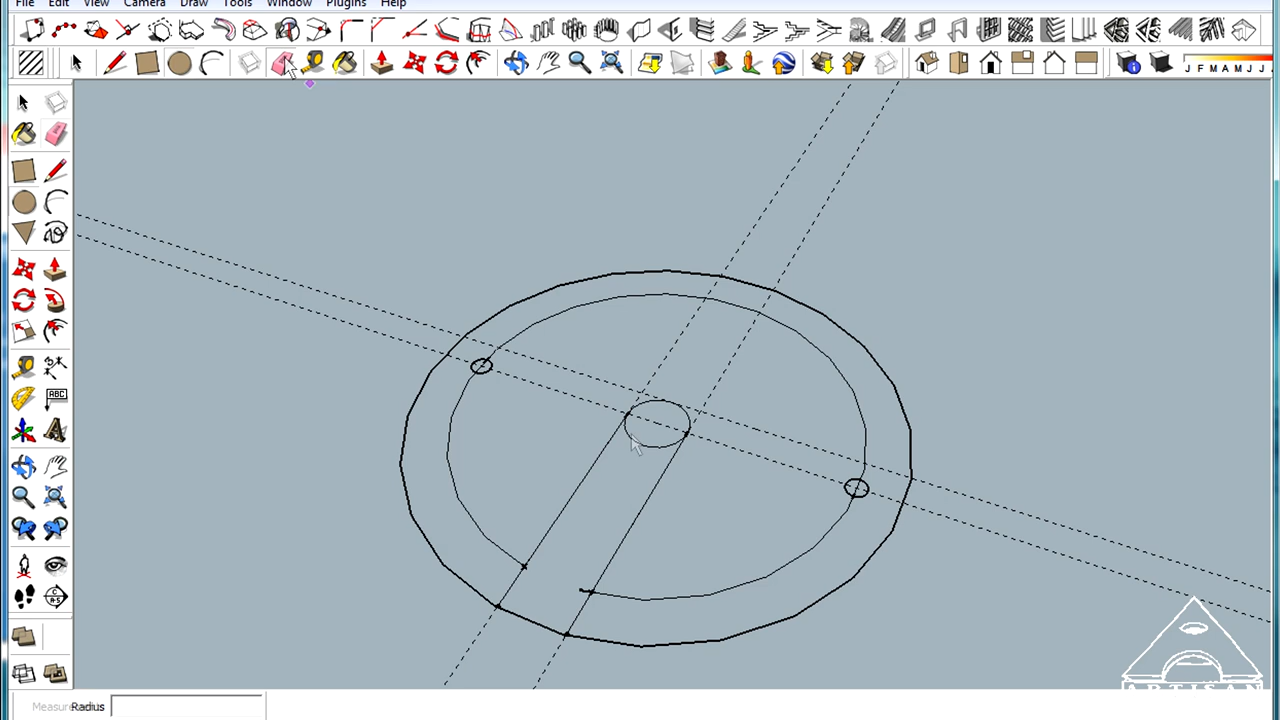 File Edit View Camera Draw Tools Window Plugins Help
J F M A M J J A
ABC
A
ARTISAN
Measure Radius